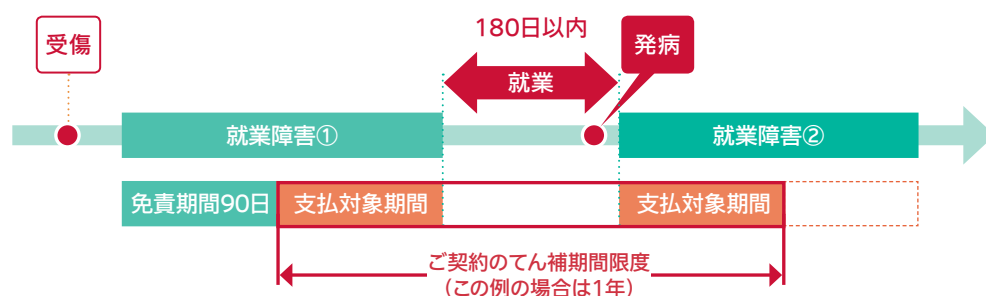 180日以内
受傷
発病
就業
就業障害①
就業障害②
免責期間90日
支払対象期間
支払対象期間
ご契約のてん補期間限度
（この例の場合は1年）